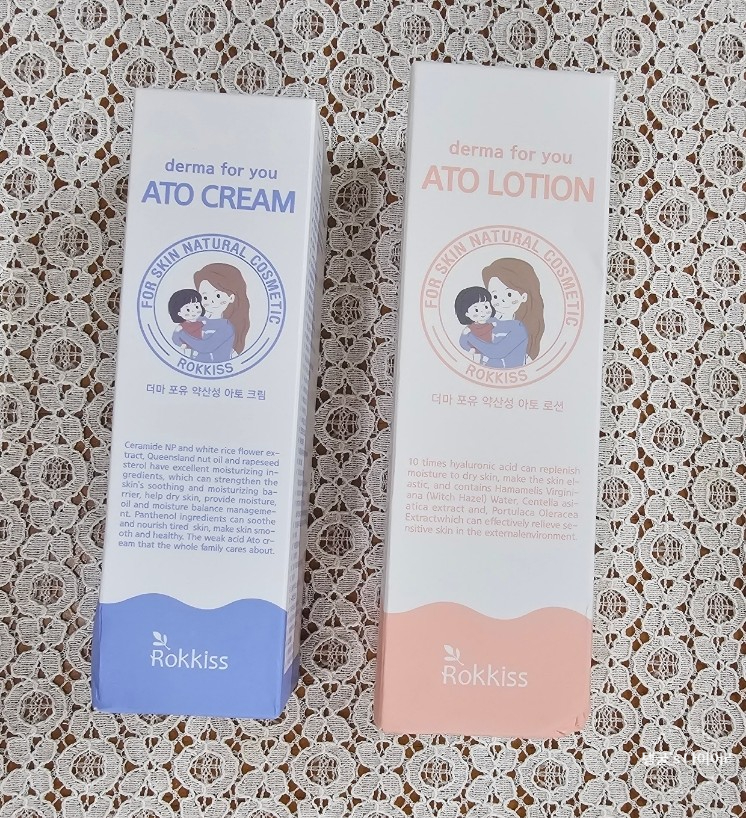 derma for you
ATO CREAM
FOR SKIN NATURAL COSMETIC
ROKKISS
더마 포유 약산성 아토 크림
Ceramide NP and white rice flower ex-
tract, Queensland nut oil and rapeseed
sterol have excellent moisturizing in-
gredients, which can strengthen the
skin's soothing and moisturizing ba-
rrier, help dry skin, provide moisture,
oil and moisture balance manageme-
nt. Panthenol ingredients can soothe
and nourish tired skin, make skin smo-
oth and healthy. The weak acid Ato cr-
eam that the whole family cares about.
Rokkiss
derma for you
ATO LOTION
FOR SKIN NATURAL COSMETIC
ROKKISS
더마 포유 약산성 아토 로션
10 times hyaluronic acid can replenish
moisture to dry skin, make the skin el-
astic, and contains Hamamelis Virgini-
ana (Witch Hazel) Water, Centella asi-
atica extract and, Portulaca Oleracea
Extractwhich can effectively relieve se-
nsitive skin in the externalenvironment.
Rokkiss